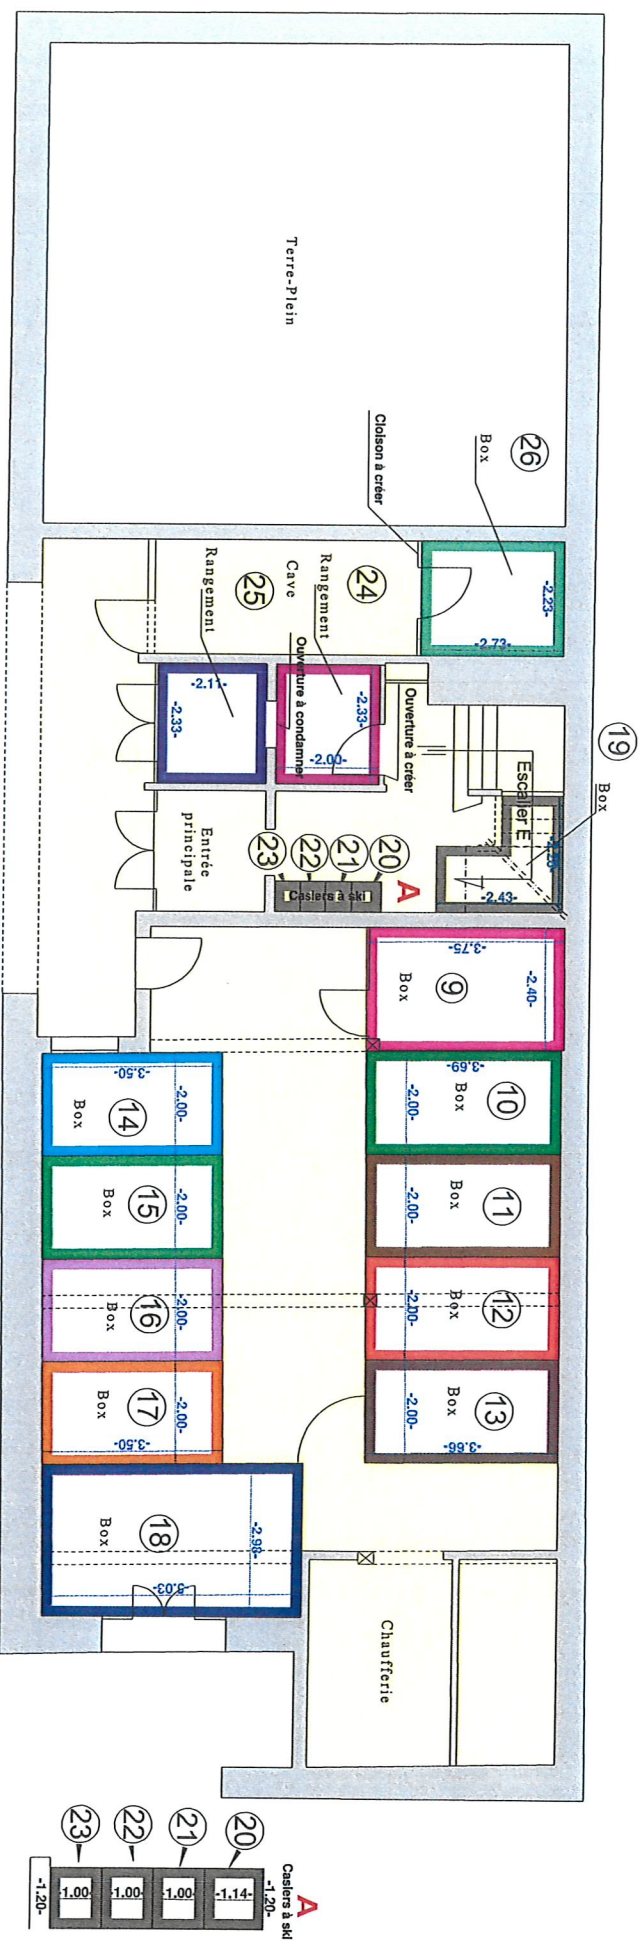 Terre-Plein
26
Box
Cloison à créer
-2.23-
-2.73-
24
Rangement
Cave
25
Rangement
Ouverture à condamner
Ouverture à créer
-2.11-
-2.33-
-2.33-
-2.00-
19
Box
Escalier E
-2.43-
Entrée
principale
23
22
21
20
Casiers à ski
A
9
Box
-3.75-
-2.40-
10
Box
-3.69-
-2.00-
11
Box
-2.00-
12
Box
-2.00-
13
Box
-2.00-
-3.66-
14
Box
-3.50-
-2.00-
15
Box
-2.00-
16
Box
-2.00-
17
Box
-2.00-
-3.50-
18
Box
-2.98-
-5.03-
Chaufferie
A
Casiers à ski
-1.20-
20
21
22
23
-1.14-
-1.00-
-1.00-
-1.00-
-1.20-